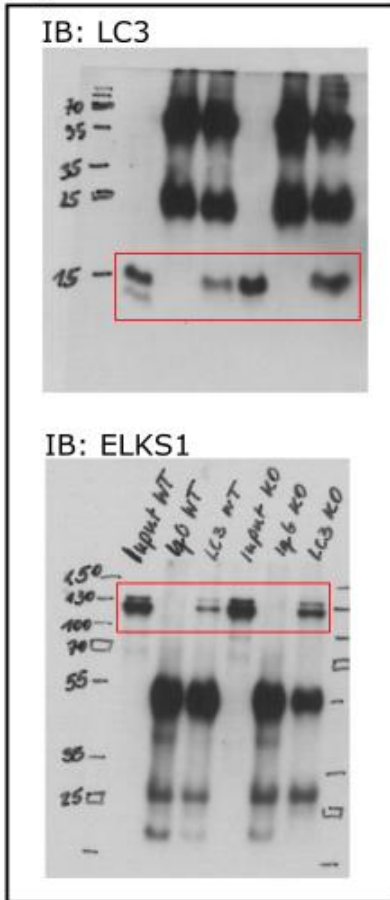 IB: LC3
70
55
35
25
15
IB: ELKS1
Input WT
IgG WT
LC3 WT
Input KO
IgG KO
LC3 KO
150
130
100
70
55
35
25